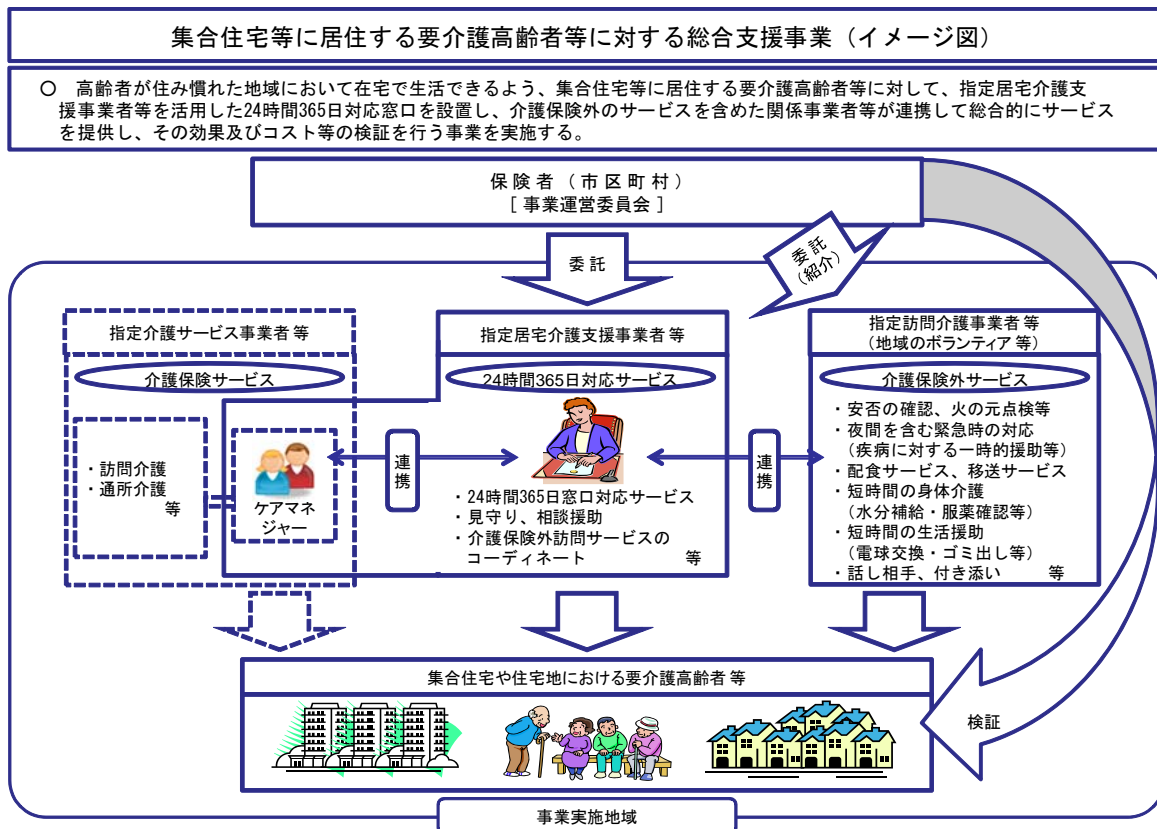 集合住宅等に居住する要介護高齢者等に対する総合支援事業（イメージ図）
○　高齢者が住み慣れた地域において在宅で生活できるよう、集合住宅等に居住する要介護高齢者等に対して、指定居宅介護支
援事業者等を活用した24時間365日対応窓口を設置し、介護保険外のサービスを含めた関係事業者等が連携して総合的にサービス
を提供し、その効果及びコスト等の検証を行う事業を実施する。
保険者（市区町村）
[ 事業運営委員会 ]
委託
委託
(紹介)
指定介護サービス事業者等
介護保険サービス
・訪問介護
・通所介護
等
ケアマネ
ジャー
連携
指定居宅介護支援事業者等
24時間365日対応サービス
・24時間365日窓口対応サービス
・見守り、相談援助
・介護保険外訪問サービスの
コーディネート　等
連携
指定訪問介護事業者等
(地域のボランティア等)
介護保険外サービス
・安否の確認、火の元点検等
・夜間を含む緊急時の対応
(疾病に対する一時的援助等)
・配食サービス、移送サービス
・短時間の身体介護
(水分補給・服薬確認等)
・短時間の生活援助
(電球交換・ゴミ出し等)
・話し相手、付き添い　等
集合住宅や住宅地における要介護高齢者等
検証
事業実施地域